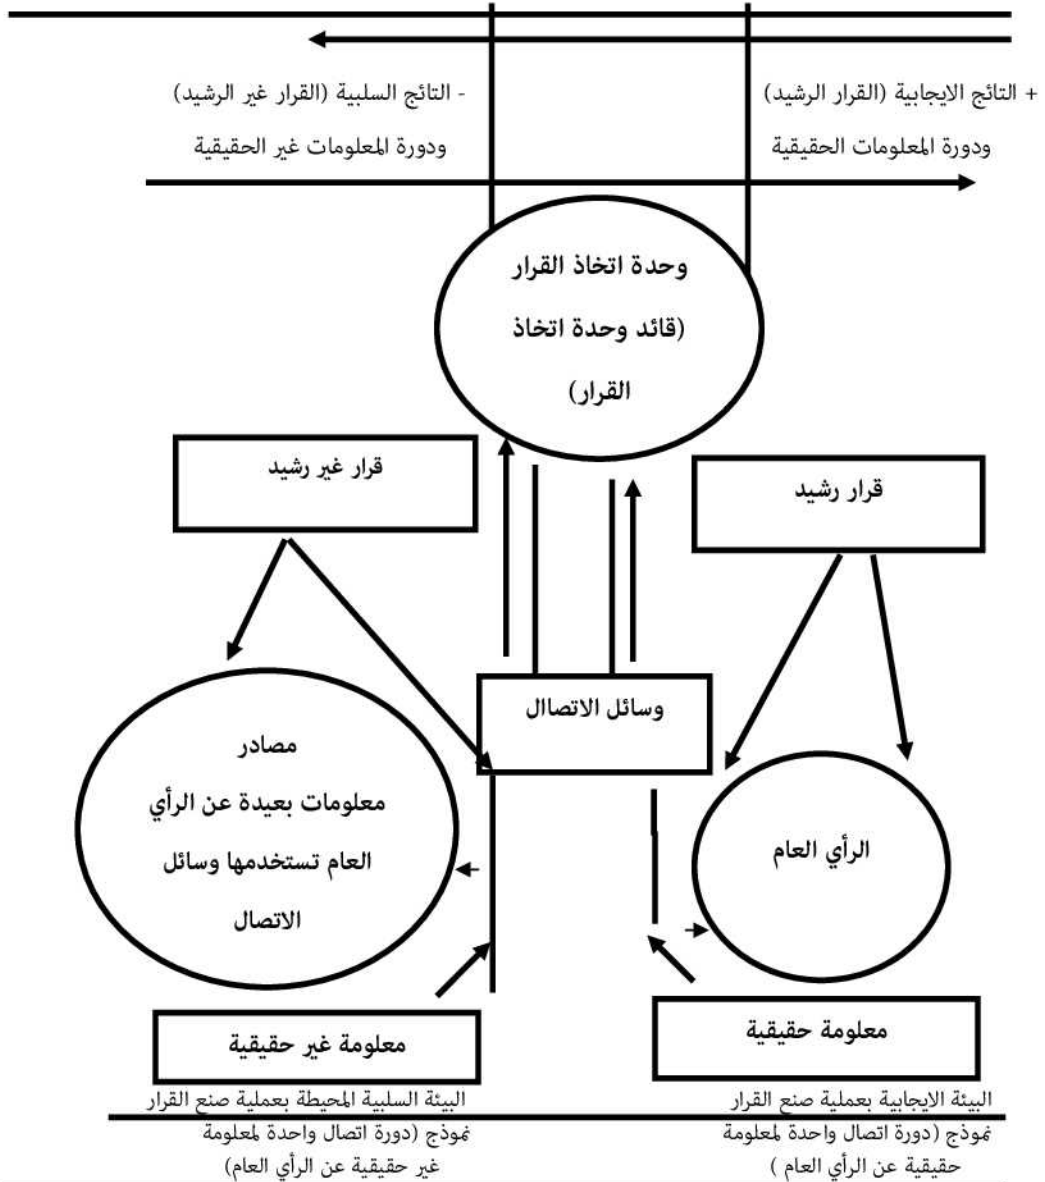 + التائج الايجابية (القرار الرشيد)
ودورة المعلومات الحقيقية
- التائج السلبية (القرار غير الرشيد)
ودورة المعلومات غير الحقيقية
وحدة اتخاذ القرار
(قائد وحدة اتخاذ
القرار)
قرار رشيد
قرار غير رشيد
وسائل الاتصاال
الرأي العام
مصادر
معلومات بعيدة عن الرأي
العام تستخدمها وسائل
الاتصال
معلومة حقيقية
معلومة غير حقيقية
البيئة الايجابية بعملية صنع القرار
نموذج (دورة اتصال واحدة لمعلومة
حقيقية عن الرأي العام )
البيئة السلبية المحيطة بعملية صنع القرار
نموذج (دورة اتصال واحدة لمعلومة
غير حقيقية عن الرأي العام)